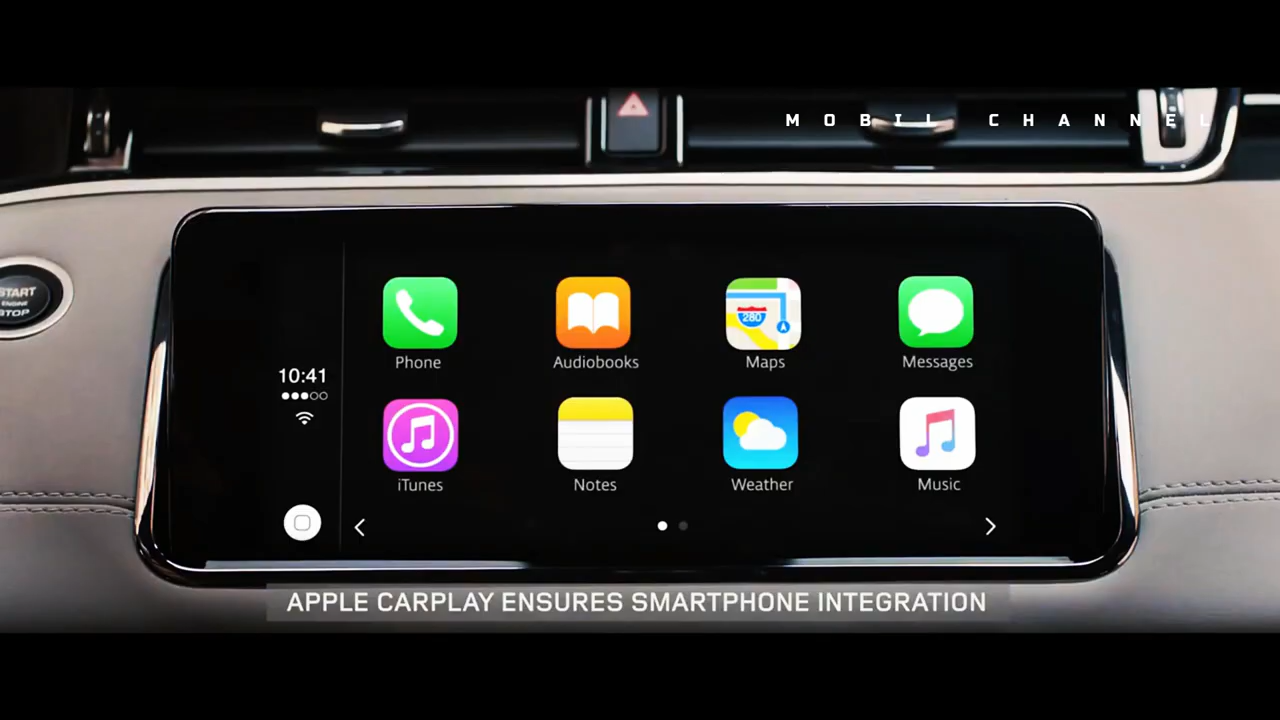 MOBIL CHANNEL
START
ENGINE
STOP
280
Phone
Audiobooks
Maps
Messages
10:41
iTunes
Notes
Weather
Music
APPLE CARPLAY ENSURES SMARTPHONE INTEGRATION